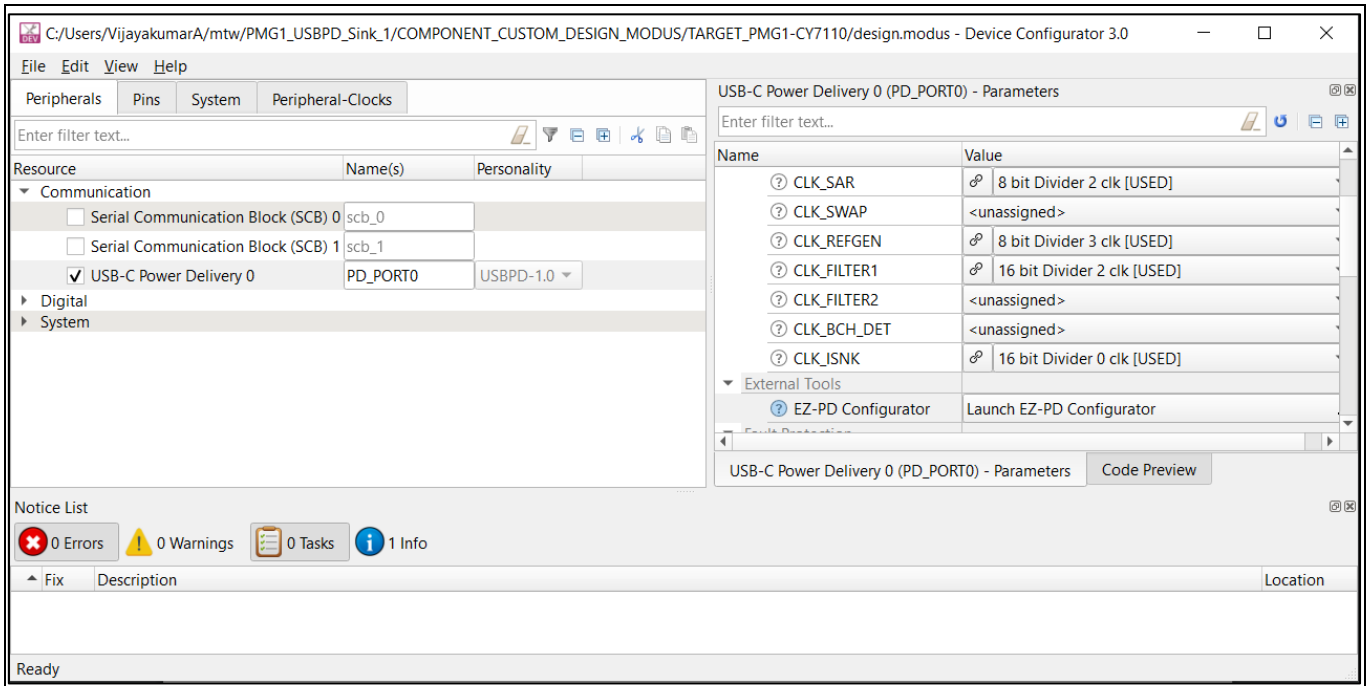 C:/Users/VijayakumarA/mtw/PMG1_USBPD_Sink_1/COMPONENT_CUSTOM_DESIGN_MODUS/TARGET_PMG1-CY7110/design.modus - Device Configurator 3.0
File Edit View Help
Peripherals Pins System Peripheral-Clocks
Enter filter text...
Resource Name(s) Personality
Communication
Serial Communication Block (SCB) 0 scb_0
Serial Communication Block (SCB) 1 scb_1
USB-C Power Delivery 0 PD_PORT0 USBPD-1.0
Digital
System
USB-C Power Delivery 0 (PD_PORT0) - Parameters
Enter filter text...
Name Value
CLK_SAR 8 bit Divider 2 clk [USED]
CLK_SWAP <unassigned>
CLK_REFGEN 8 bit Divider 3 clk [USED]
CLK_FILTER1 16 bit Divider 2 clk [USED]
CLK_FILTER2 <unassigned>
CLK_BCH_DET <unassigned>
CLK_ISNK 16 bit Divider 0 clk [USED]
External Tools
EZ-PD Configurator Launch EZ-PD Configurator
USB-C Power Delivery 0 (PD_PORT0) - Parameters Code Preview
Notice List
0 Errors 0 Warnings 0 Tasks 1 Info
Fix Description Location
Ready